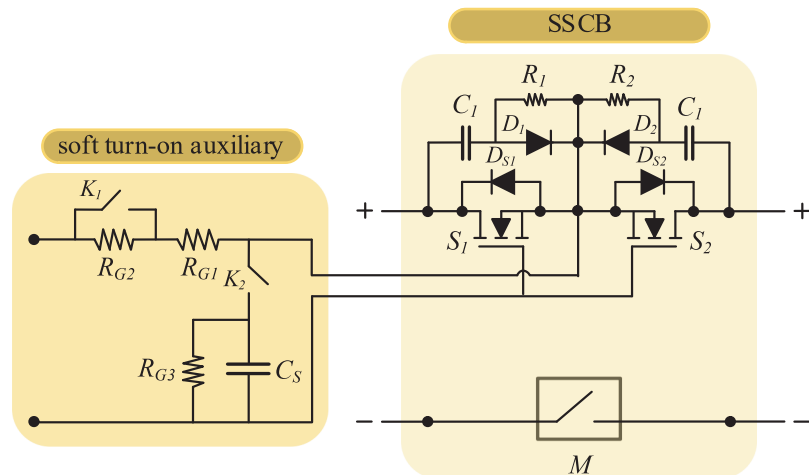 SSCB
R1 R2
C1 D1 D2 C1
soft turn-on auxiliary
DS1 DS2
K1
+ +
S1 S2
RG2 RG1 K2
RG3 CS
− −
M